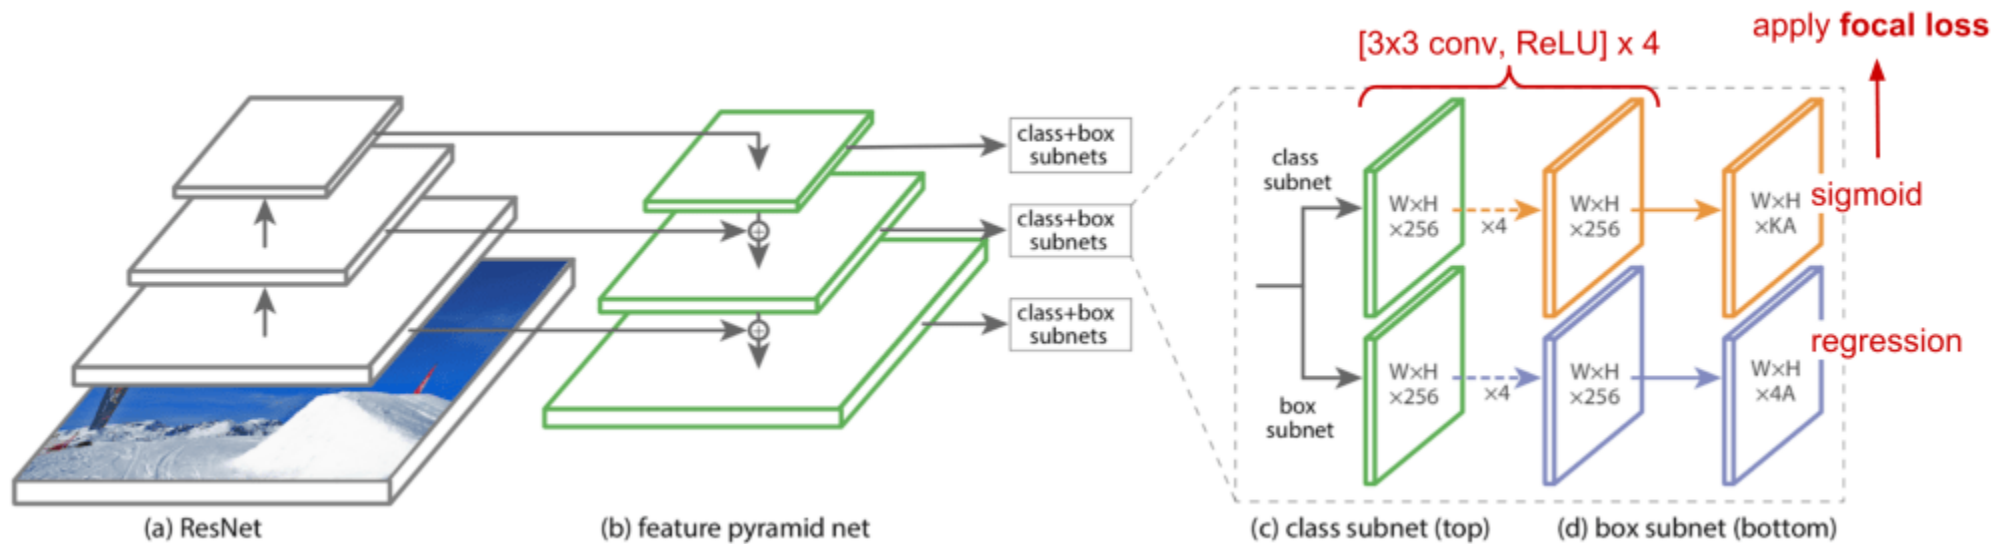 apply focal loss
[3x3 conv, ReLU] x 4
class+box
subnets
class+box
subnets
class+box
subnets
class
subnet
W×H
×256
×4
W×H
×256
W×H
×KA
sigmoid
box
subnet
W×H
×256
×4
W×H
×256
W×H
×4A
regression
(a) ResNet
(b) feature pyramid net
(c) class subnet (top)
(d) box subnet (bottom)